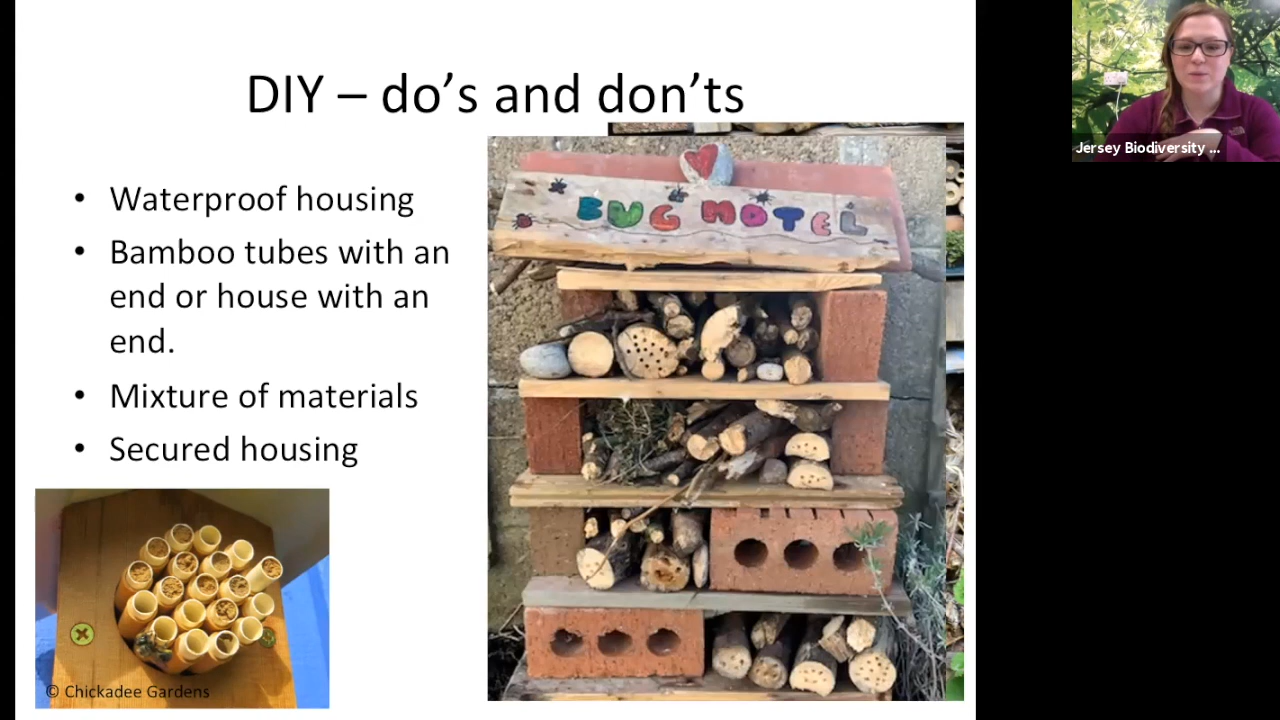 DIY – do’s and don’ts
• Waterproof housing
• Bamboo tubes with an
end or house with an
end.
• Mixture of materials
• Secured housing
BUG MOTEL
© Chickadee Gardens
Jersey Biodiversity ...